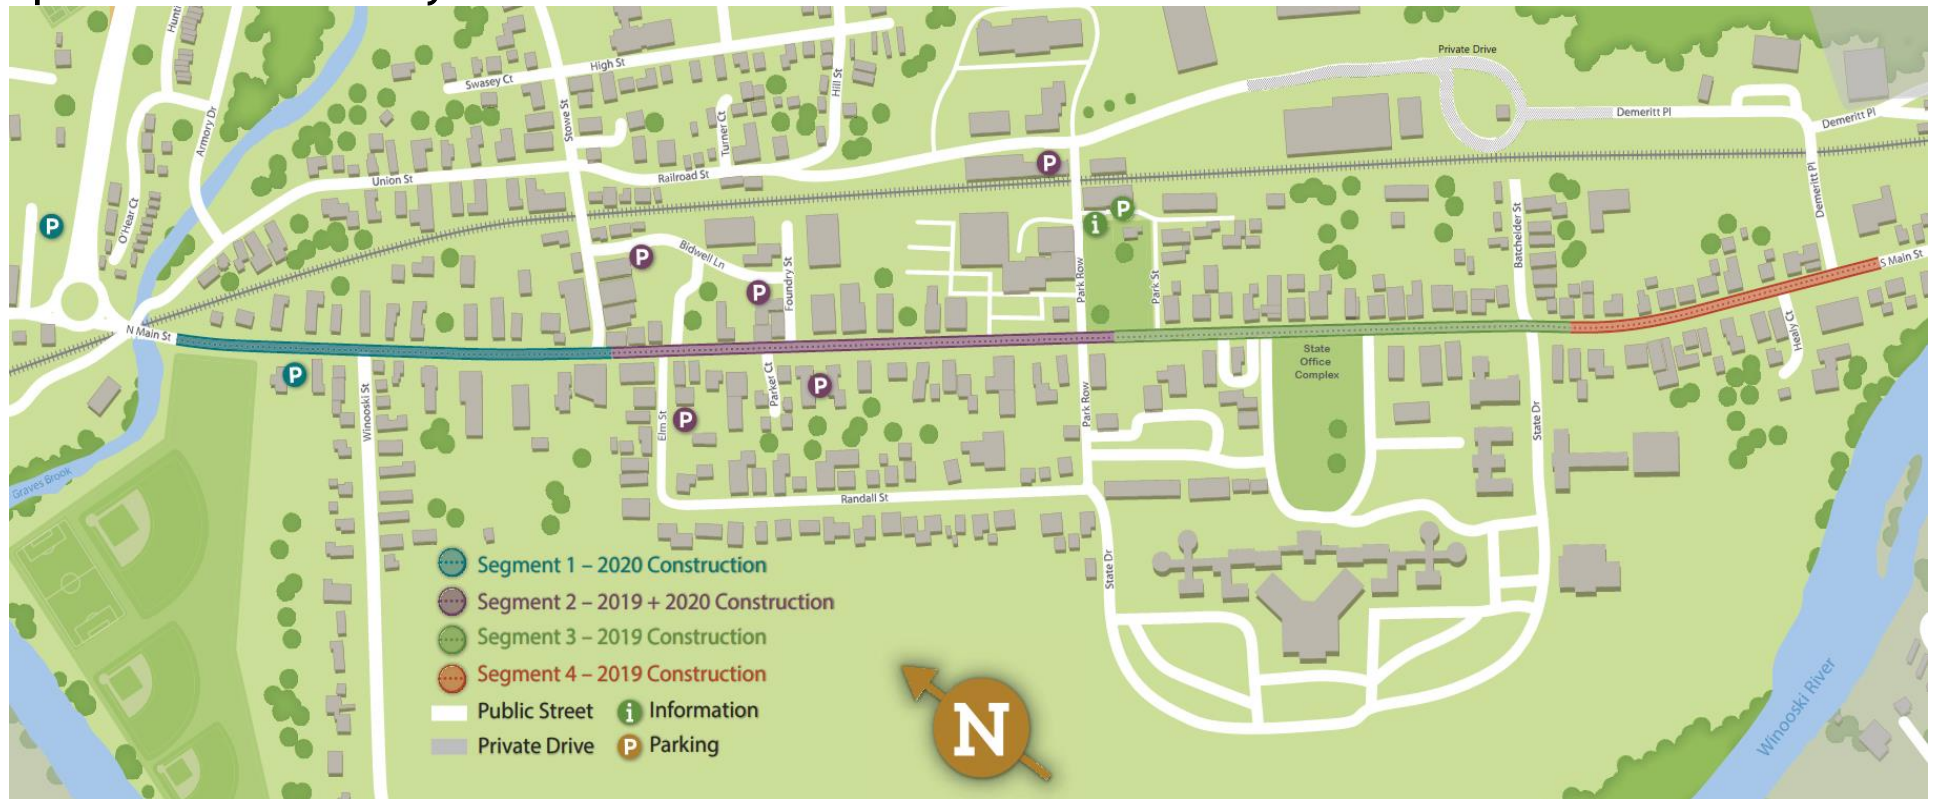 Private Drive
High St
Swasey Ct
Hill St
Stowe St
Turner Ct
Armory Dr
Demeritt Pl
Demeritt Pl
Demeritt Pl
Union St
Railroad St
P
O'Hear Ct
P
P
i
Batchelder St
P
Bidwell Ln
P
P
Foundry St
Park Row
Park St
S Main St
N Main St
Healy Ct
State
Office
Complex
P
Winooski St
Parker Ct
P
Park Row
Elm St
P
State Dr
Graves Brook
Randall St
State Dr
Segment 1 – 2020 Construction
Segment 2 – 2019 + 2020 Construction
Segment 3 – 2019 Construction
Segment 4 – 2019 Construction
Public Street
i Information
Private Drive
P Parking
N
Winooski River